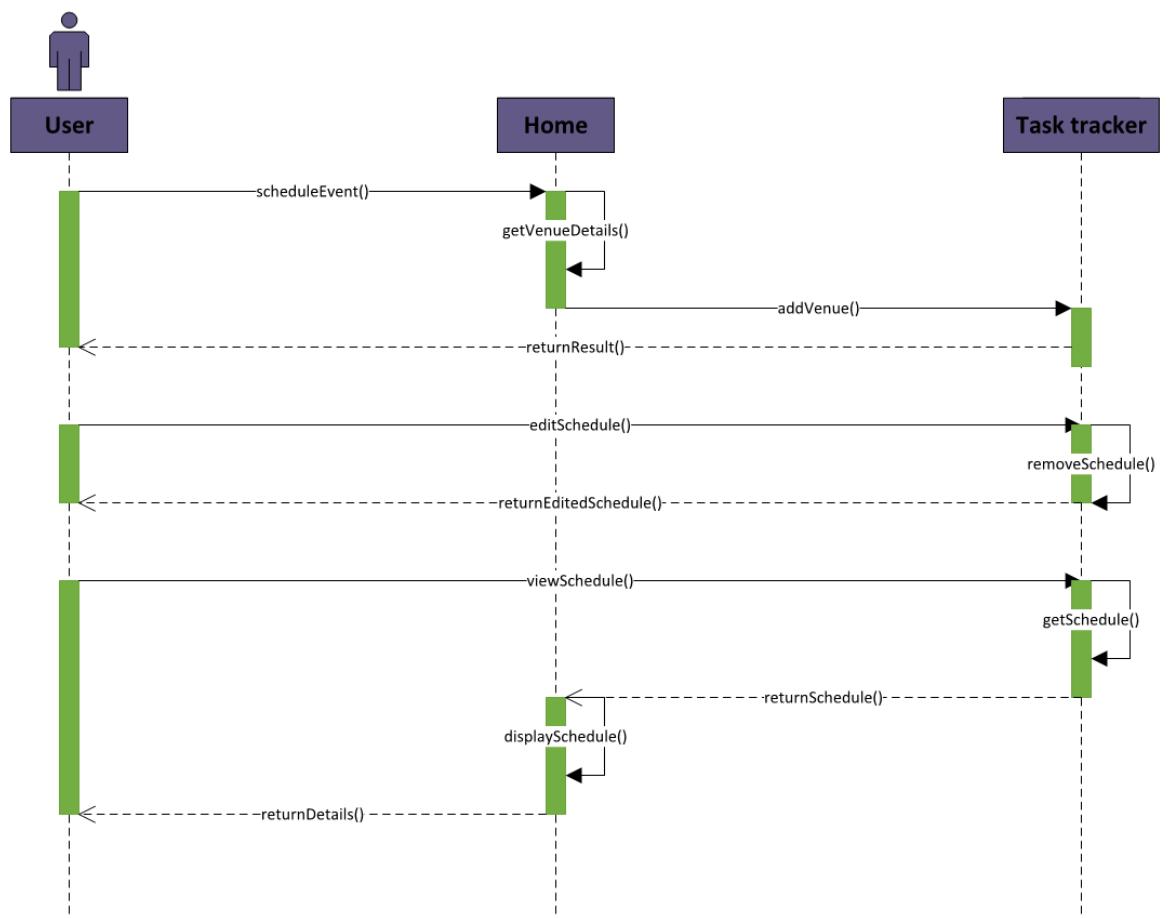 User
Home
Task tracker
scheduleEvent()
getVenueDetails()
addVenue()
returnResult()
editSchedule()
removeSchedule()
returnEditedSchedule()
viewSchedule()
getSchedule()
returnSchedule()
displaySchedule()
returnDetails()